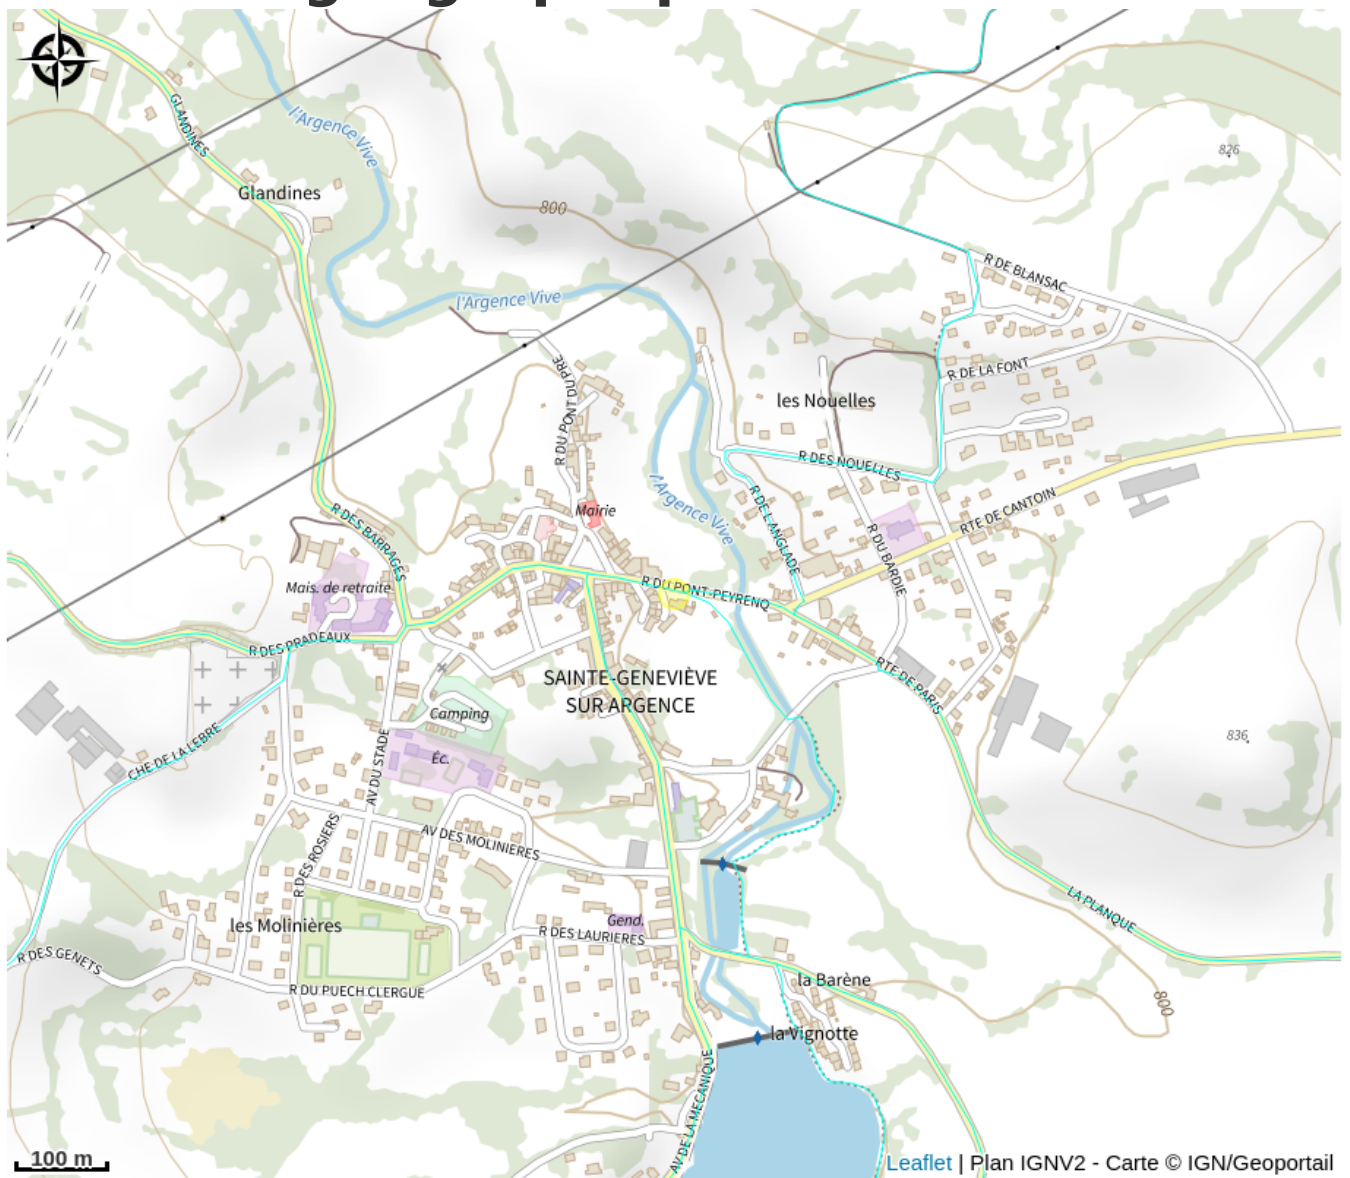 GLANDINES
l'Argence Vive
Glandines
800
826
R DE BLANSAC
l'Argence Vive
R DU PONT DU PRE
R DE LA FONT
les Nouelles
R DES NOUELLES
l'Argence Vive
R DE LANGLADE
RTE DE CANTOIN
R DES BARRAGES
Mairie
R DU BARDIE
Mais. de retraite
R DU PONT-PEYRENQ
R DES PRADEAUX
RTE DE PARIS
SAINTE-GENEVIÈVE
SUR ARGENCE
Camping
CHE DE LA LEBRE
836
Éc.
AV DU STADE
R DES ROSIERS
AV DES MOLINIERES
LA PLANQUE
les Molinières
Gend.
R DES LAURIERES
R DES GENETS
la Barène
R DU PUECH CLERGUE
800
la Vignotte
AV DE LA MECANIQUE
100 m
Leaflet | Plan IGNV2 - Carte © IGN/Geoportail